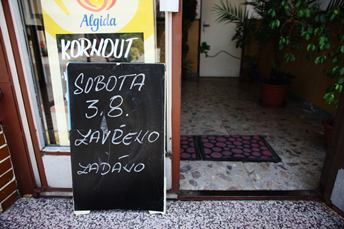 Algida
KORNOUT
SOBOTA
3.8.
ZAVŘENO
ZADÁNO